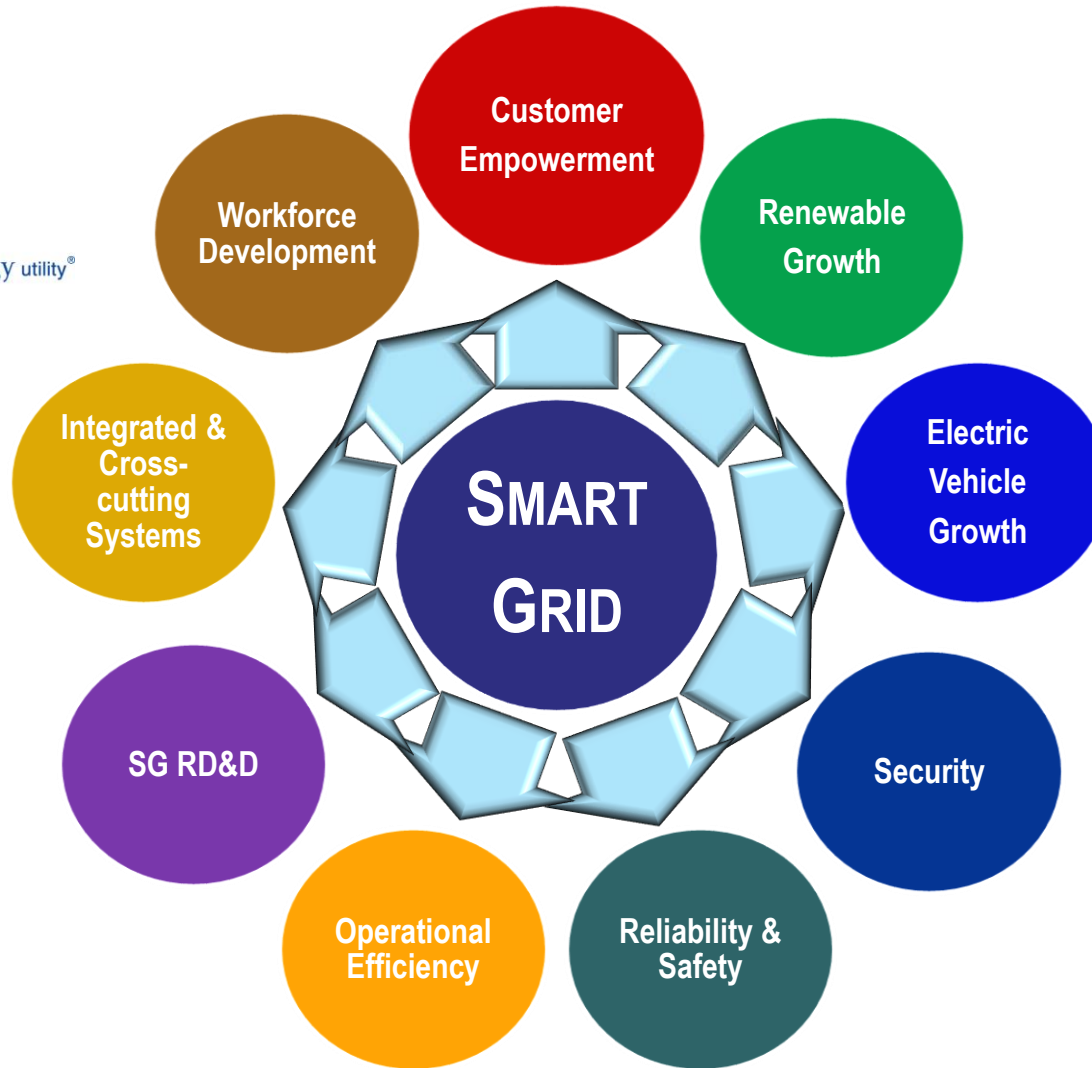 Customer
Empowerment
Workforce
Development
Renewable
Growth
utility®
Integrated &
Cross-
cutting
Systems
Electric
Vehicle
Growth
SMART
GRID
SG RD&D
Security
Operational
Efficiency
Reliability &
Safety